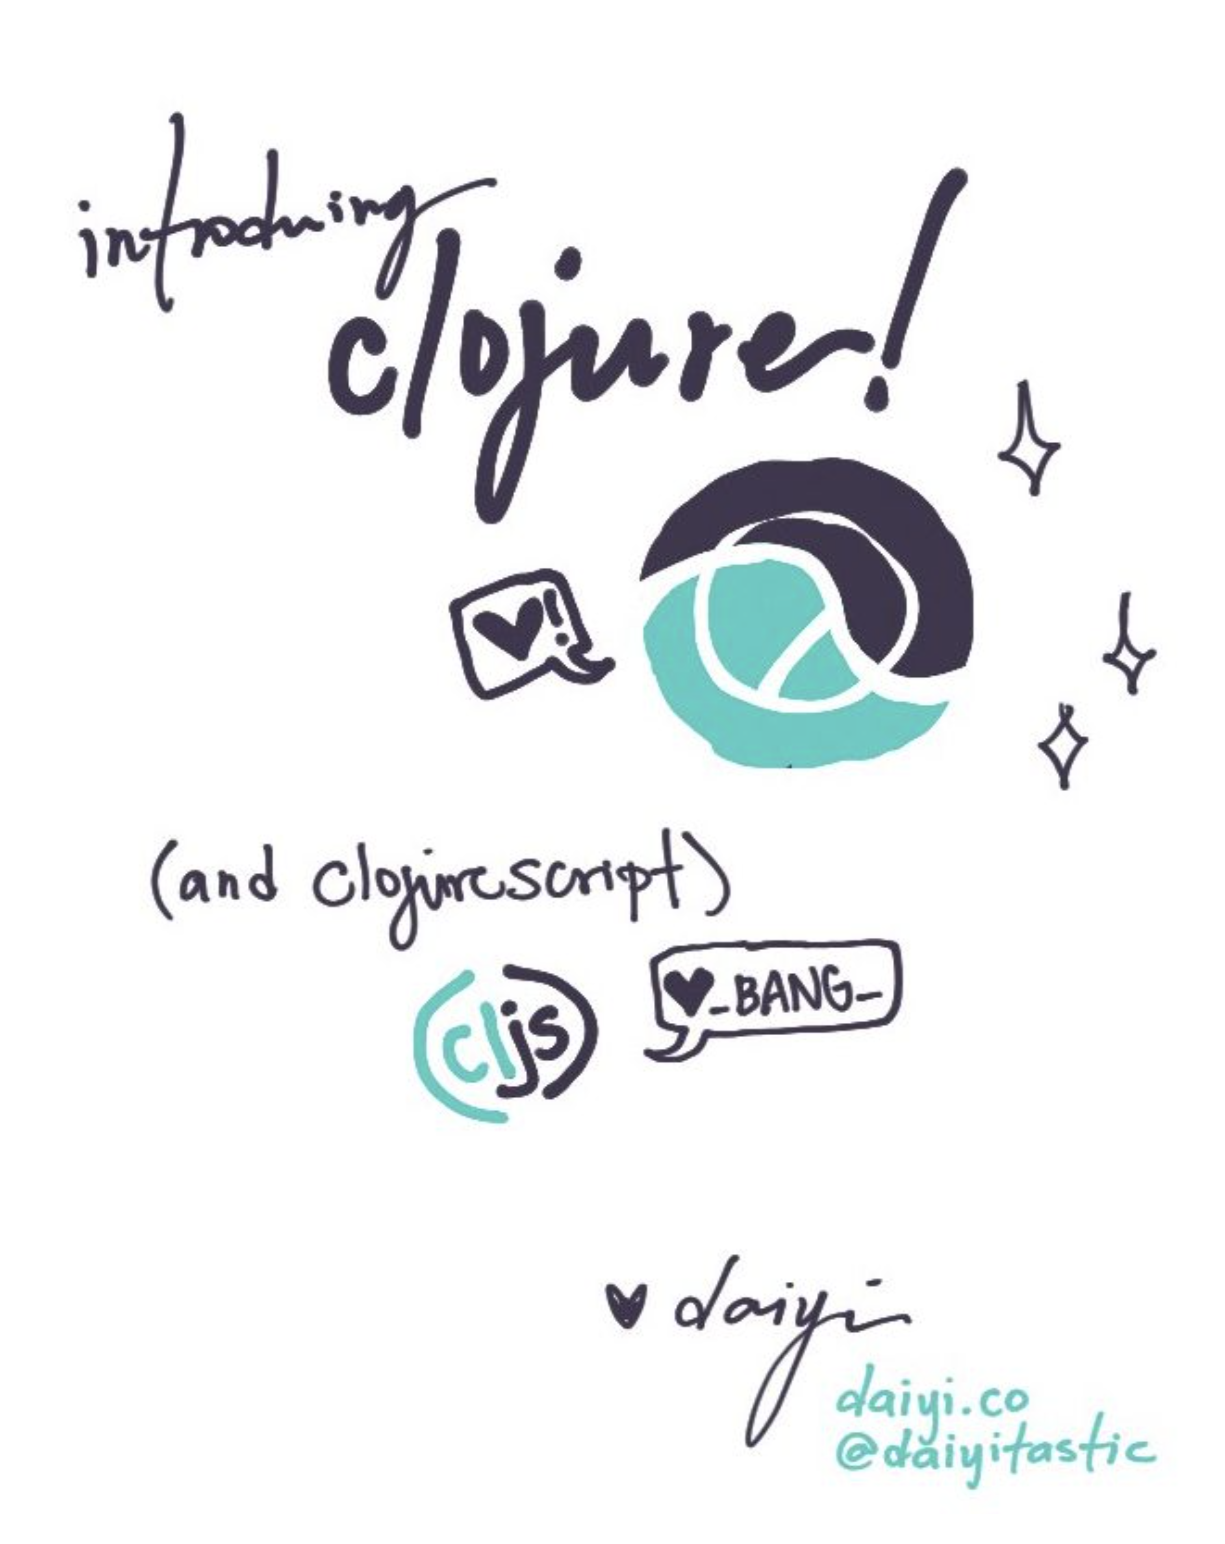 introducing
clojure!
♥!
(and clojurescript)
cljs
♥_BANG_
♥ daiyi
daiyi.co
@daiyitastic